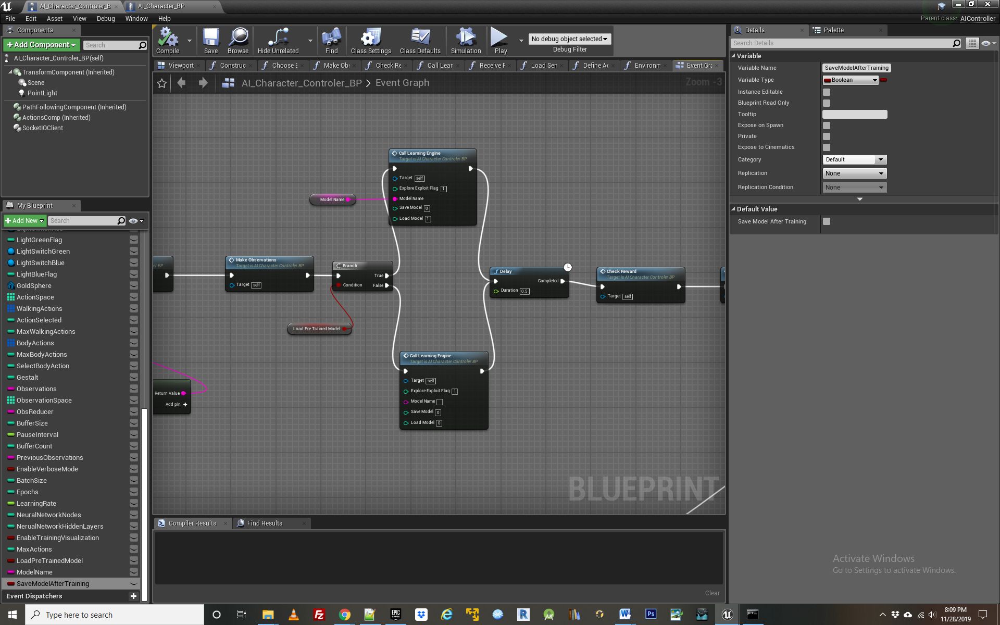 AI_Character_Controler_B
AI_Character_BP
File Edit Asset View Debug Window Help
Parent class: AIController
Components
+Add Component
Search
AI_Character_Controler_BP(self)
TransformComponent (Inherited)
Scene
PointLight
PathFollowingComponent (Inherited)
ActionsComp (Inherited)
SocketIOClient
My Blueprint
+Add New
Search
LightGreenFlag
LightSwitchGreen
LightSwitchBlue
LightBlueFlag
GoldSphere
ActionSpace
WalkingActions
ActionSelected
MaxWalkingActions
BodyActions
MaxBodyActions
SelectBodyAction
Gestalt
Observations
ObservationSpace
ObsReducer
BufferSize
PauseInterval
BufferCount
PreviousObservations
EnableVerboseMode
BatchSize
Epochs
LearningRate
NeuralNetworkNodes
NerualNetworkHiddenLayers
EnableTrainingVisualization
MaxActions
LoadPreTrainedModel
ModelName
SaveModelAfterTraining
Event Dispatchers
Compile
Save
Browse
Hide Unrelated
Find
Class Settings
Class Defaults
Simulation
Play
No debug object selected
Debug Filter
Viewport
Construc
Choose E
Make Ob
Check Re
Call Lear
Receive F
Load Ser
Define Ac
Environm
Event Gra
AI_Character_Controler_BP > Event Graph
Zoom -3
Call Learning Engine
Target is AI Character Controler BP
Target self
Explore Exploit Flag 1
Model Name
Save Model 0
Load Model 1
Model Name
er BP
Make Observations
Target is AI Character Controler BP
Target self
Branch
True
Condition
False
Load Pre Trained Model
Delay
Completed
Duration 0.5
Check Reward
Target is AI Character Controler BP
Target self
Call Learning Engine
Target is AI Character Controler BP
Target self
Explore Exploit Flag 1
Model Name
Save Model 0
Load Model 0
Return Value
Add pin +
BLUEPRINT
Compiler Results
Find Results
Clear
Details
Palette
Search Details
Variable
Variable Name SaveModelAfterTraining
Variable Type Boolean
Instance Editable
Blueprint Read Only
Tooltip
Expose on Spawn
Private
Expose to Cinematics
Category Default
Replication None
Replication Condition None
Default Value
Save Model After Training
Activate Windows
Go to Settings to activate Windows.
Type here to search
EPIC GAMES
8:09 PM
11/28/2019